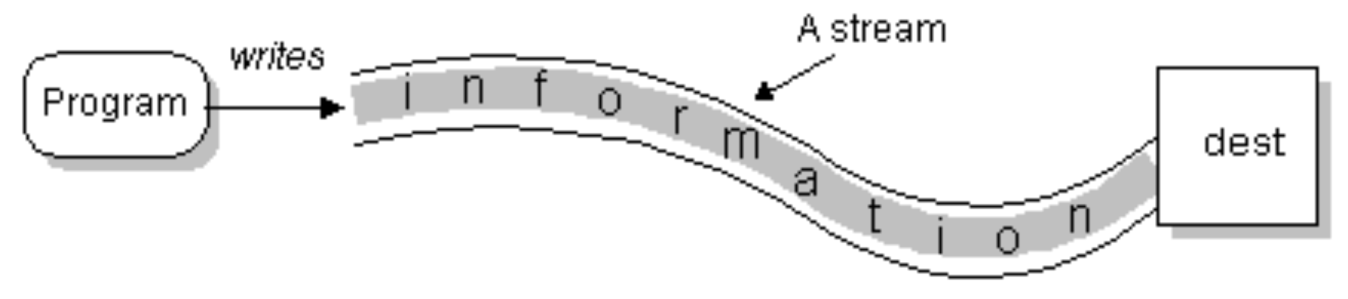 Program
writes
information
A stream
dest